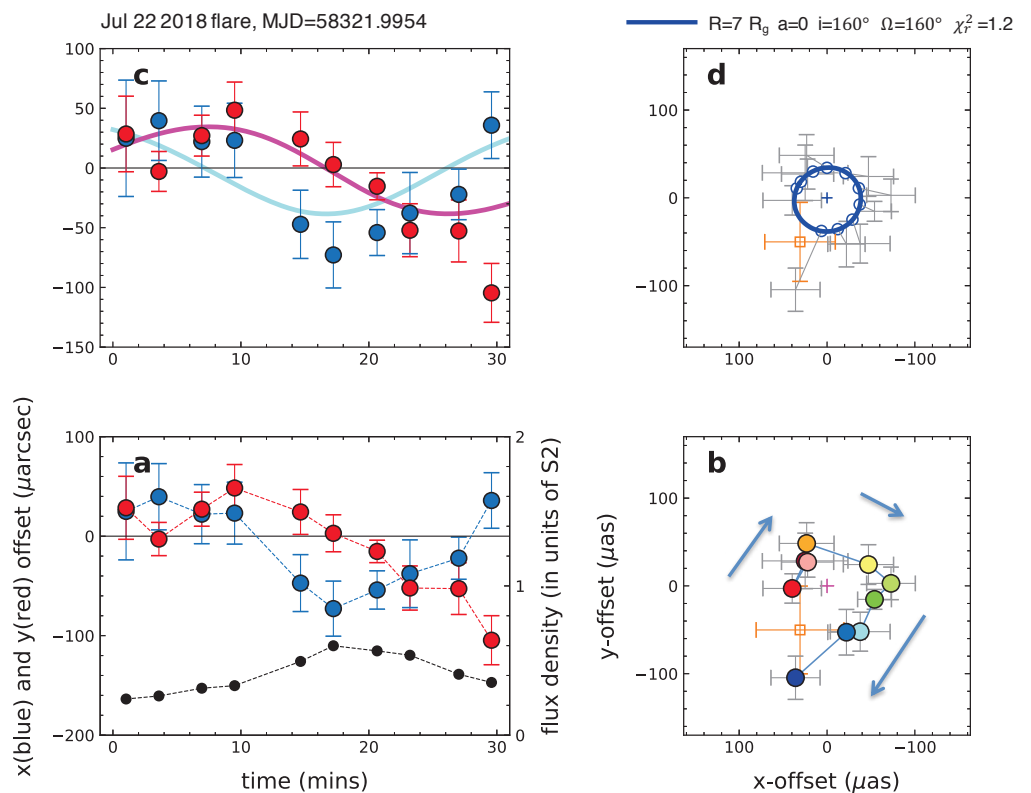 Jul 22 2018 flare, MJD=58321.9954
R=7 R_g a=0 i=160° Ω=160° χ_r^2=1.2
c
100
50
0
−50
−100
−150
0 10 20 30
d
100
0
−100
100 0 −100
a
100
0
−100
−200
2
1
0
0 10 20 30
x(blue) and y(red) offset (μarcsec)
flux density (in units of S2)
time (mins)
b
100
0
−100
100 0 −100
y-offset (μas)
x-offset (μas)